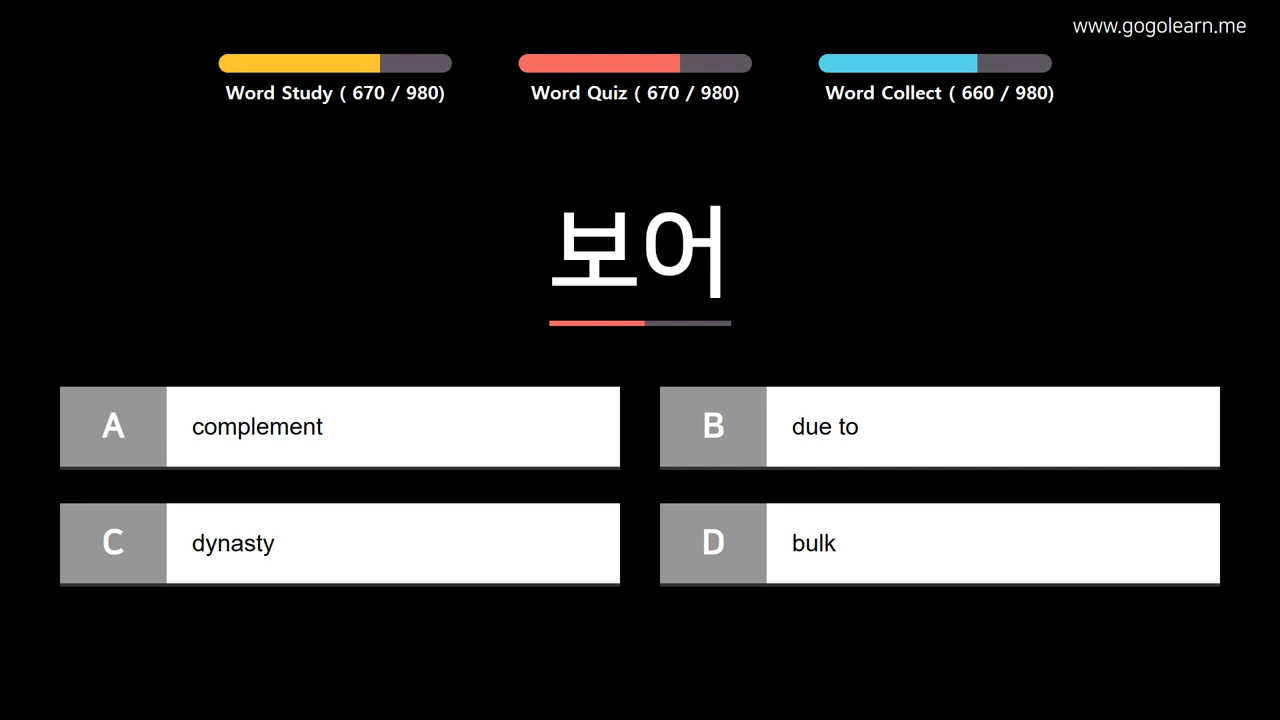 www.gogolearn.me
Word Study ( 670 / 980)
Word Quiz ( 670 / 980)
Word Collect ( 660 / 980)
보어
A complement
B due to
C dynasty
D bulk